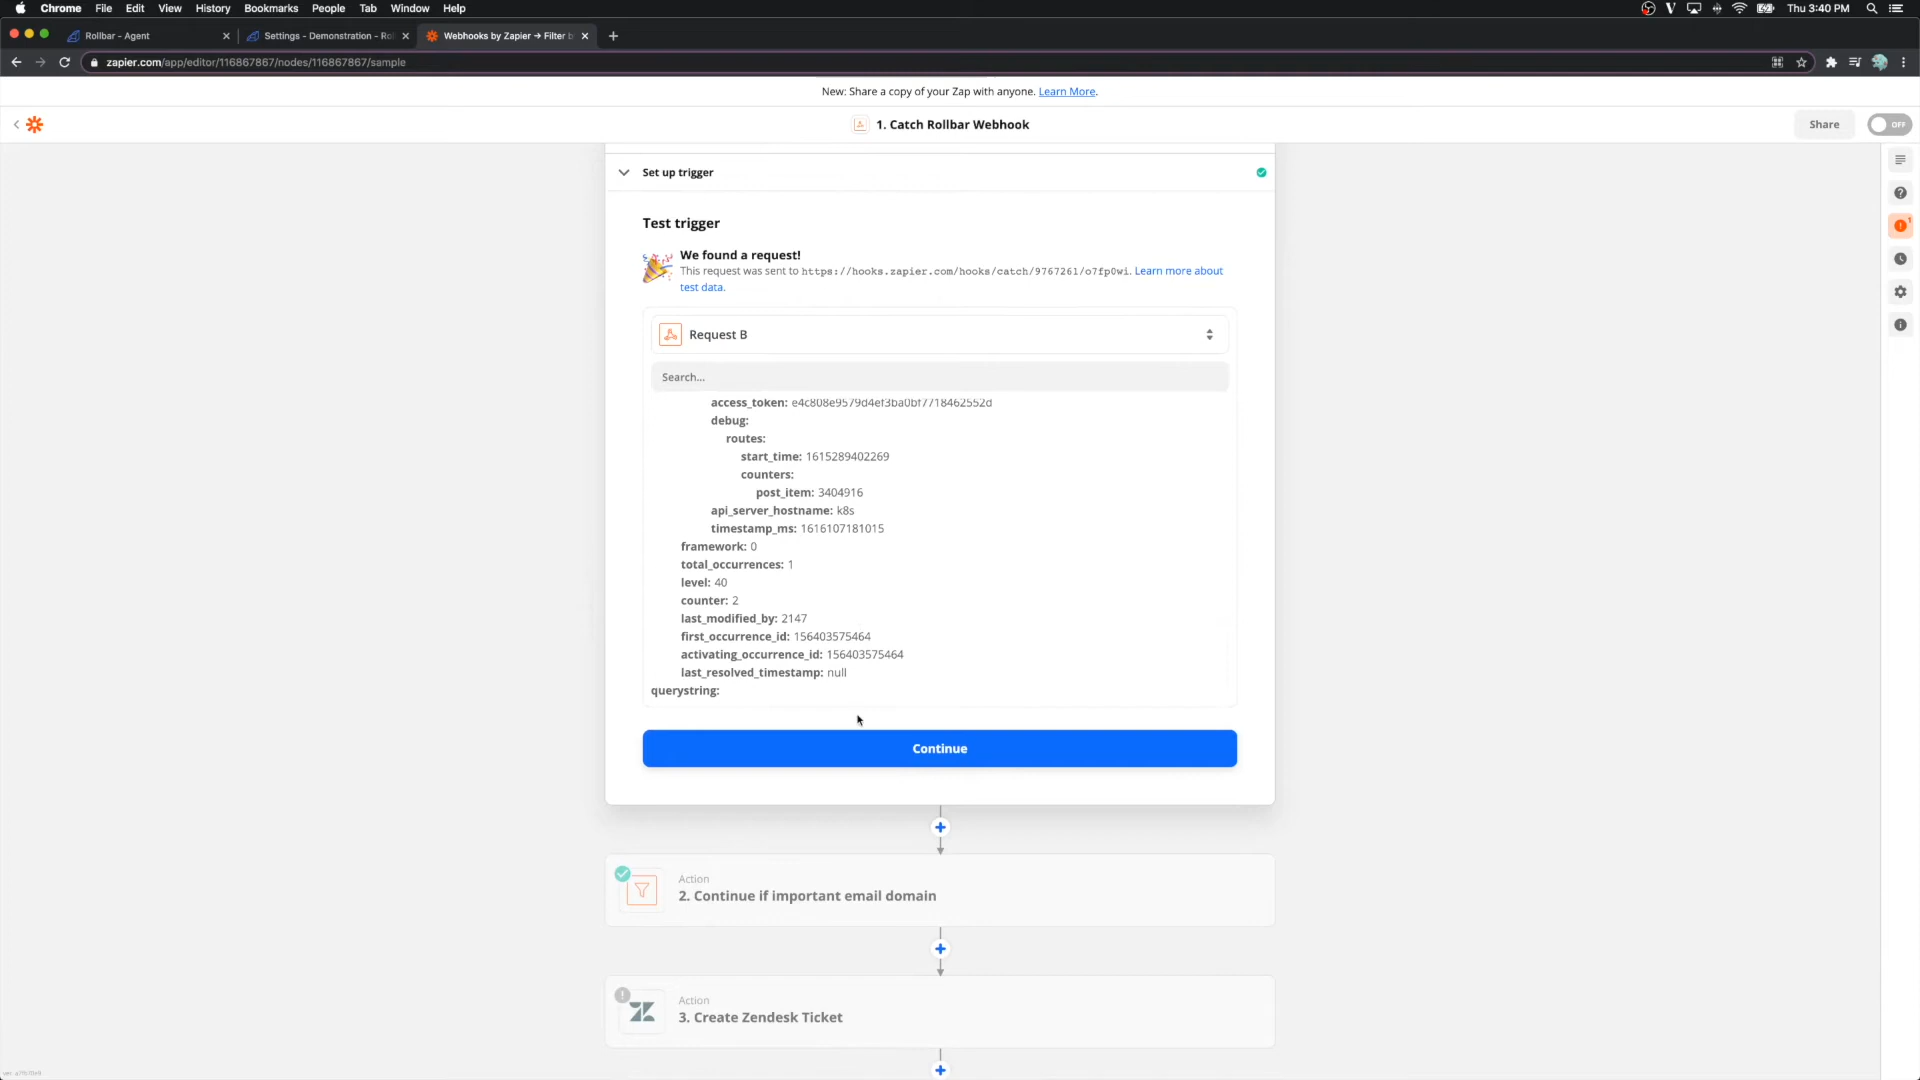 Chrome File Edit View History Bookmarks People Tab Window Help Thu 3:40 PM
Rollbar - Agent
Settings - Demonstration - Rol
Webhooks by Zapier → Filter b
zapier.com/app/editor/116867867/nodes/116867867/sample
New: Share a copy of your Zap with anyone. Learn More.
1. Catch Rollbar Webhook
Share
OFF
Set up trigger
Test trigger
We found a request!
This request was sent to https://hooks.zapier.com/hooks/catch/9767261/o7fp0wi. Learn more about
test data.
Request B
Search...
access_token: e4c808e9579d4ef3ba0bf7718462552d
debug:
routes:
start_time: 1615289402269
counters:
post_item: 3404916
api_server_hostname: k8s
timestamp_ms: 1616107181015
framework: 0
total_occurrences: 1
level: 40
counter: 2
last_modified_by: 2147
first_occurrence_id: 156403575464
activating_occurrence_id: 156403575464
last_resolved_timestamp: null
querystring:
Continue
Action
2. Continue if important email domain
Action
3. Create Zendesk Ticket